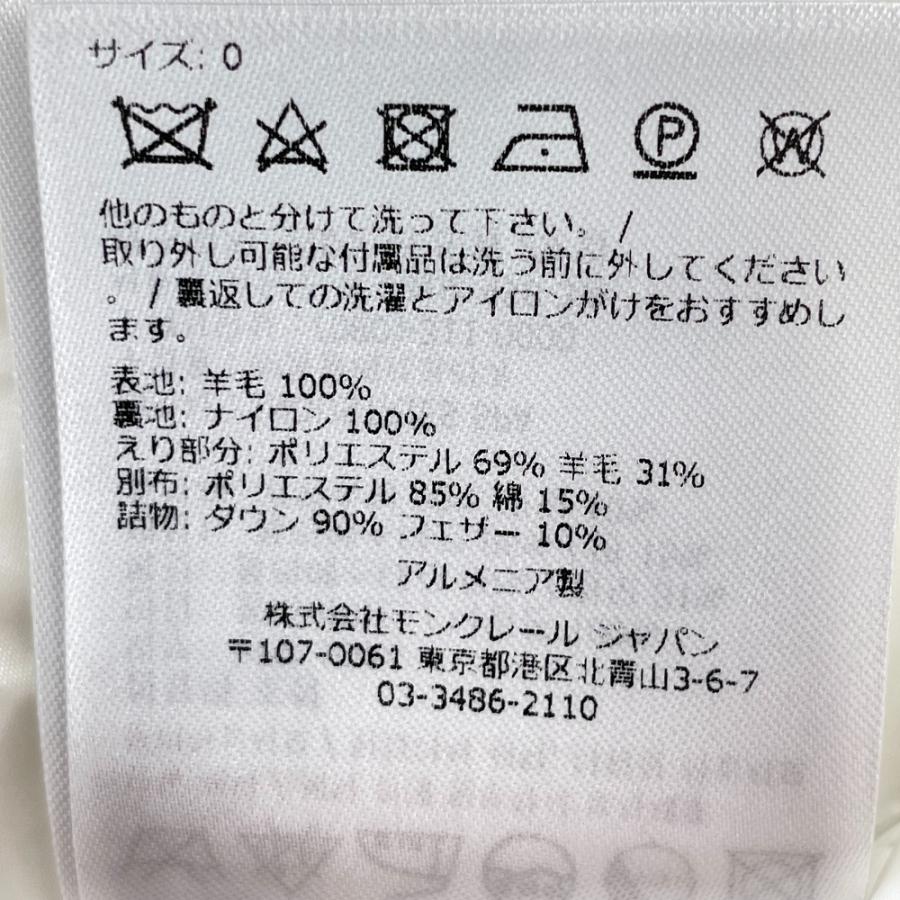 サイズ: 0
P W
他のものと分けて洗って下さい。 /
取り外し可能な付属品は洗う前に外してください
。 / 裏返しての洗濯とアイロンがけをおすすめし
ます。
表地: 羊毛 100%
裏地: ナイロン 100%
えり部分: ポリエステル 69% 羊毛 31%
別布: ポリエステル 85% 綿 15%
詰物: ダウン 90% フェザー 10%
アルメニア製
株式会社モンクレール ジャパン
〒107-0061 東京都港区北青山3-6-7
03-3486-2110